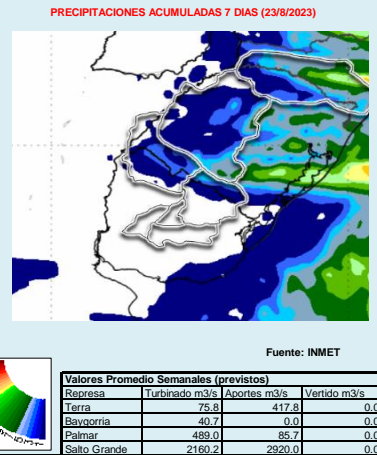 PRECIPITACIONES ACUMULADAS 7 DIAS (23/8/2023)
Fuente: INMET
Valores Promedio Semanales (previstos)
Represa Turbinado m3/s Aportes m3/s Vertido m3/s
Terra 75.8 417.8 0.0
Baygorria 40.7 0.0 0.0
Palmar 489.0 85.7 0.0
Salto Grande 2160.2 2920.0 0.0